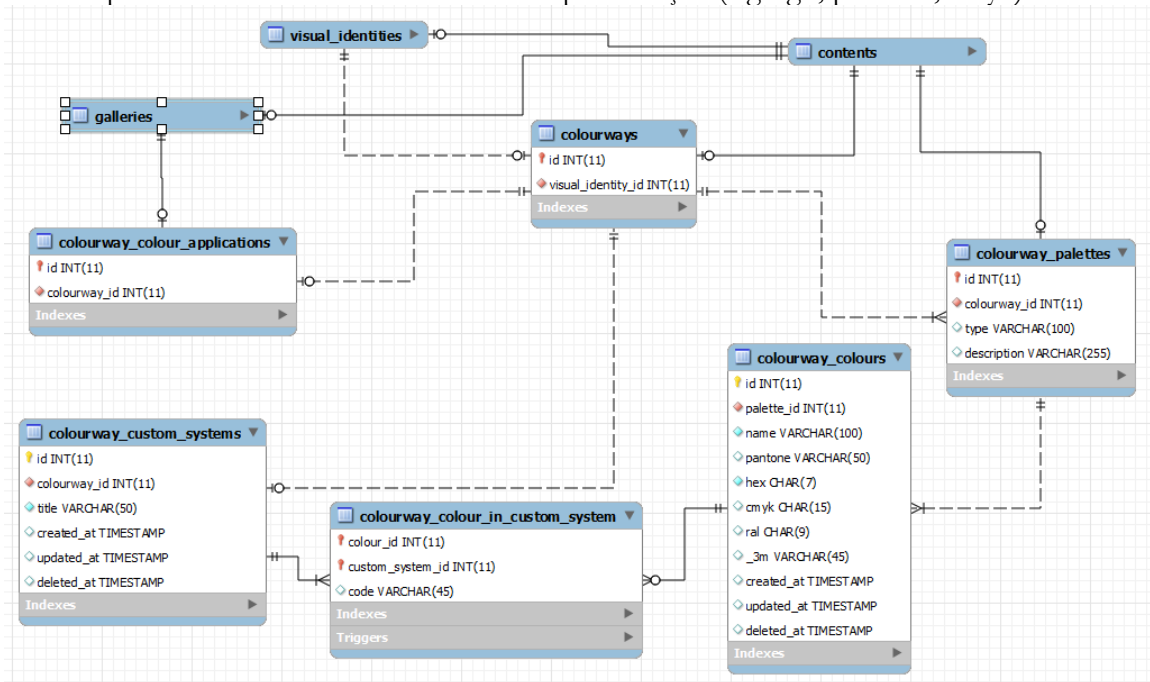 visual_identities
contents
galleries
colourways
id INT(11)
visual_identity_id INT(11)
Indexes
colourway_colour_applications
id INT(11)
colourway_id INT(11)
Indexes
colourway_palettes
id INT(11)
colourway_id INT(11)
type VARCHAR(100)
description VARCHAR(255)
Indexes
colourway_colours
id INT(11)
palette_id INT(11)
name VARCHAR(100)
pantone VARCHAR(50)
hex CHAR(7)
cmyk CHAR(15)
ral CHAR(9)
_3m VARCHAR(45)
created_at TIMESTAMP
updated_at TIMESTAMP
deleted_at TIMESTAMP
Indexes
colourway_custom_systems
id INT(11)
colourway_id INT(11)
title VARCHAR(50)
created_at TIMESTAMP
updated_at TIMESTAMP
deleted_at TIMESTAMP
Indexes
colourway_colour_in_custom_system
colour_id INT(11)
custom_system_id INT(11)
code VARCHAR(45)
Indexes
Triggers